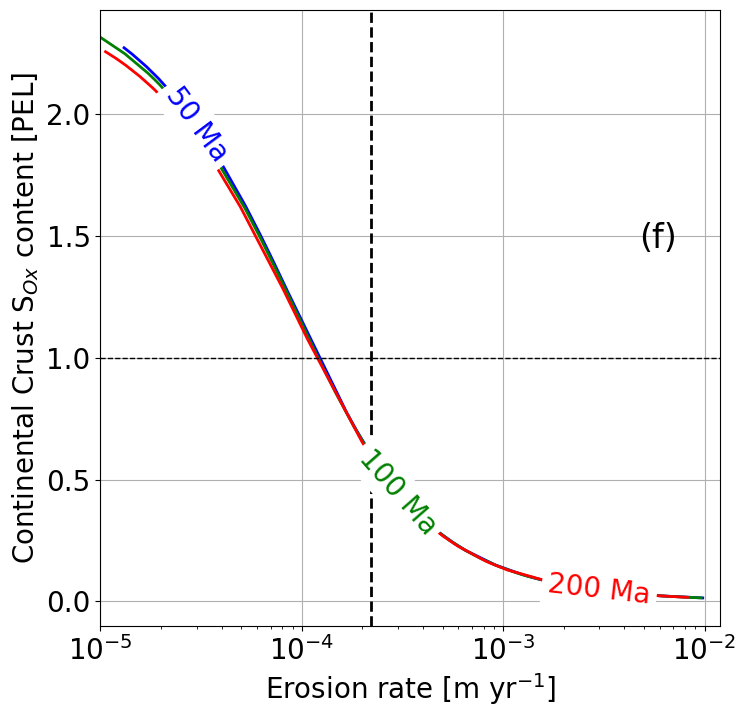 Continental Crust S_{Ox} content [PEL]
2.0
1.5
1.0
0.5
0.0
50 Ma
(f)
100 Ma
200 Ma
10^{-5}
10^{-4}
10^{-3}
10^{-2}
Erosion rate [m yr^{-1}]